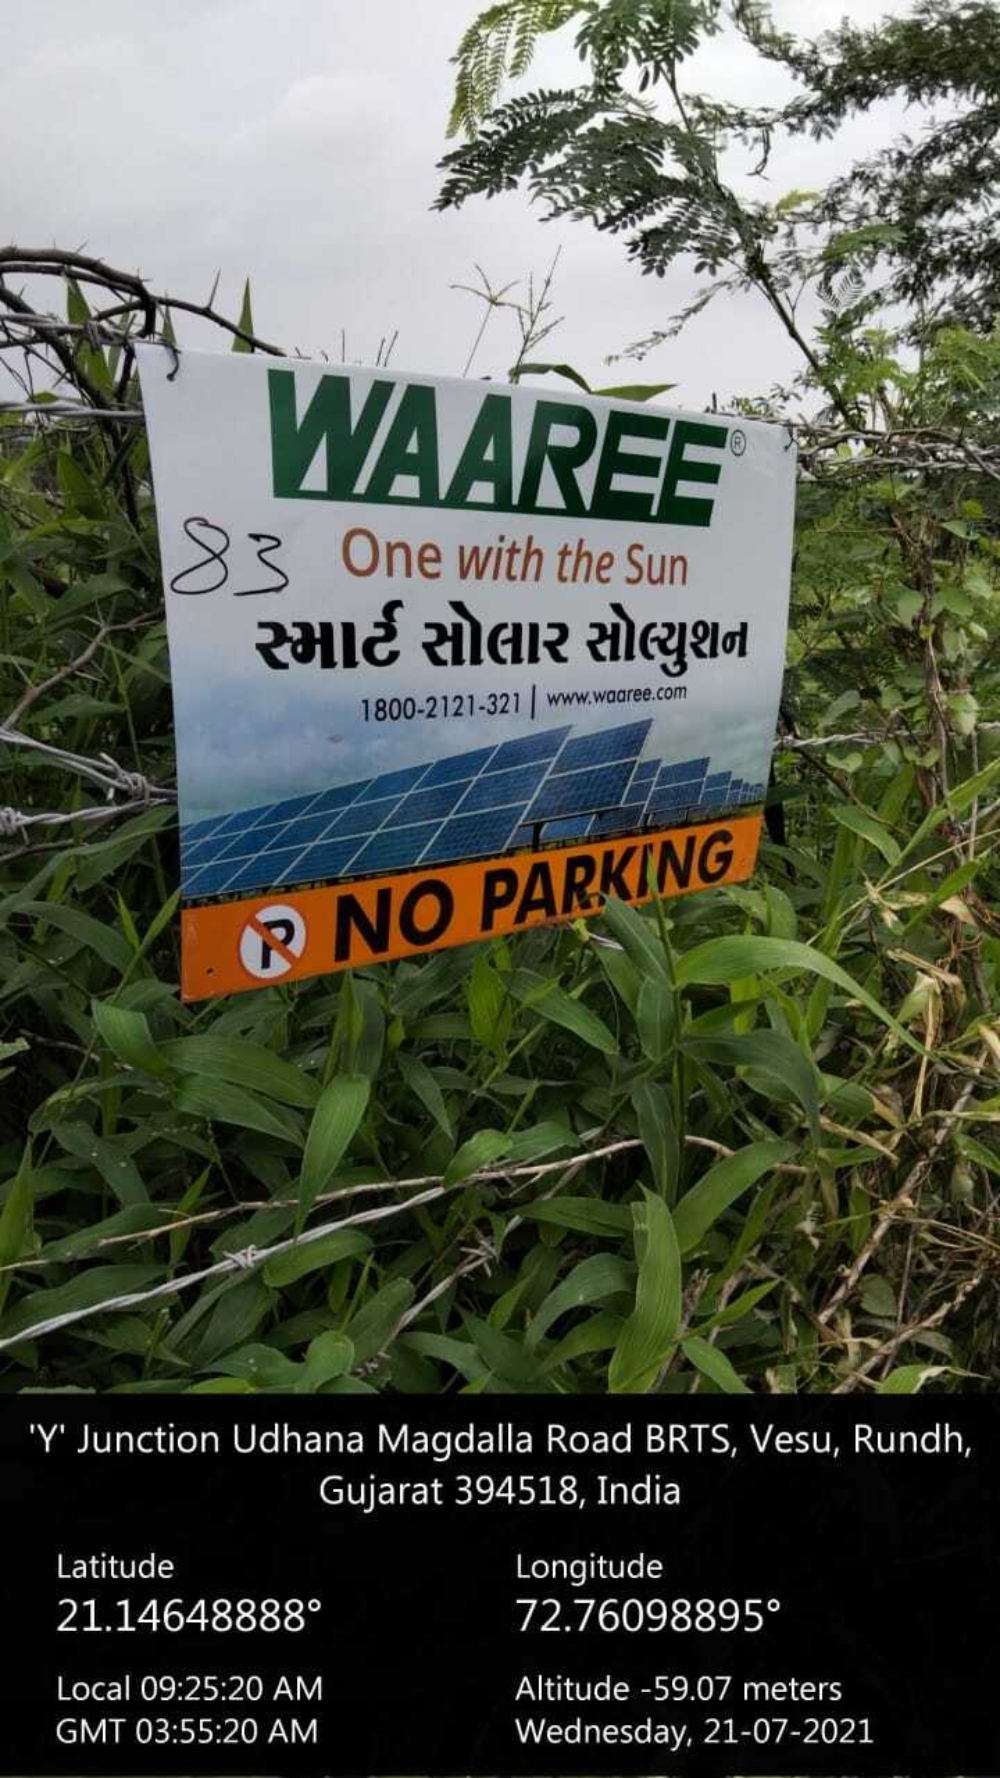 WAAREE®
83
One with the Sun
સ્માર્ટ સોલાર સોલ્યુશન
1800-2121-321 | www.waaree.com
P NO PARKING
'Y' Junction Udhana Magdalla Road BRTS, Vesu, Rundh,
Gujarat 394518, India
Latitude
21.14648888°
Longitude
72.76098895°
Local 09:25:20 AM
GMT 03:55:20 AM
Altitude -59.07 meters
Wednesday, 21-07-2021